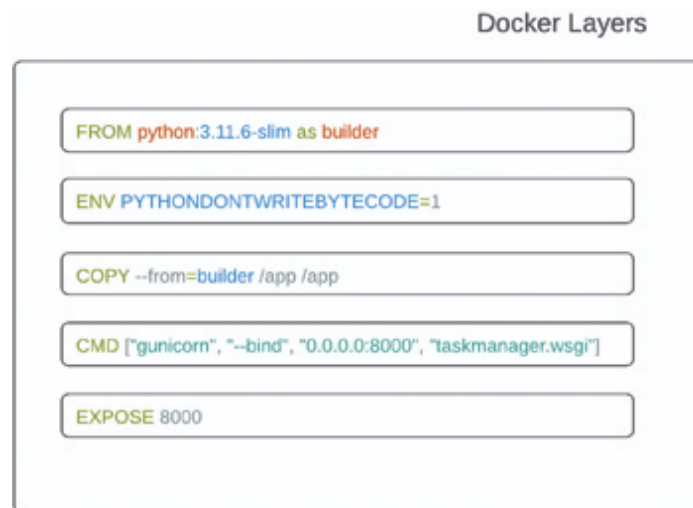 Docker Layers
FROM python:3.11.6-slim as builder
ENV PYTHONDONTWRITEBYTECODE=1
COPY --from=builder /app /app
CMD ["gunicorn", "--bind", "0.0.0.0:8000", "taskmanager.wsgi"]
EXPOSE 8000